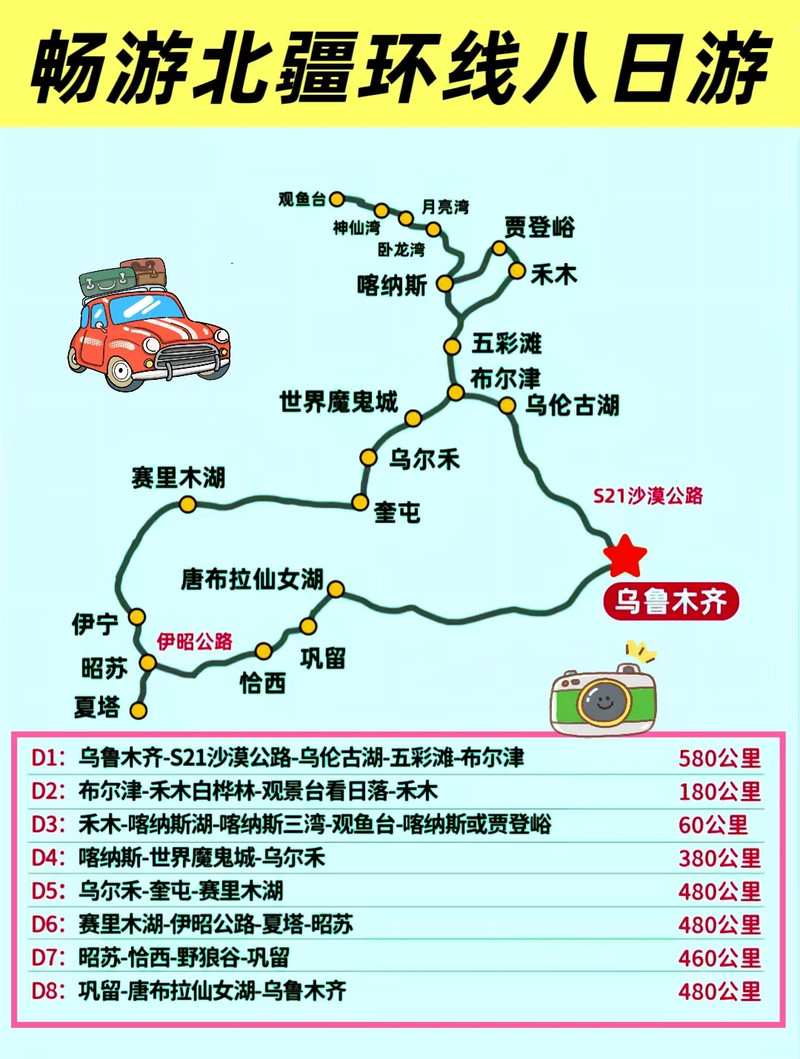 畅游北疆环线八日游
观鱼台
月亮湾
神仙湾
卧龙湾
贾登峪
喀纳斯
禾木
五彩滩
布尔津
世界魔鬼城
乌伦古湖
乌尔禾
赛里木湖
S21沙漠公路
奎屯
唐布拉仙女湖
乌鲁木齐
伊宁
伊昭公路
巩留
昭苏
恰西
夏塔
D1：乌鲁木齐-S21沙漠公路-乌伦古湖-五彩滩-布尔津 580公里
D2：布尔津-禾木白桦林-观景台看日落-禾木 180公里
D3：禾木-喀纳斯湖-喀纳斯三湾-观鱼台-喀纳斯或贾登峪 60公里
D4：喀纳斯-世界魔鬼城-乌尔禾 380公里
D5：乌尔禾-奎屯-赛里木湖 480公里
D6：赛里木湖-伊昭公路-夏塔-昭苏 480公里
D7：昭苏-恰西-野狼谷-巩留 460公里
D8：巩留-唐布拉仙女湖-乌鲁木齐 480公里